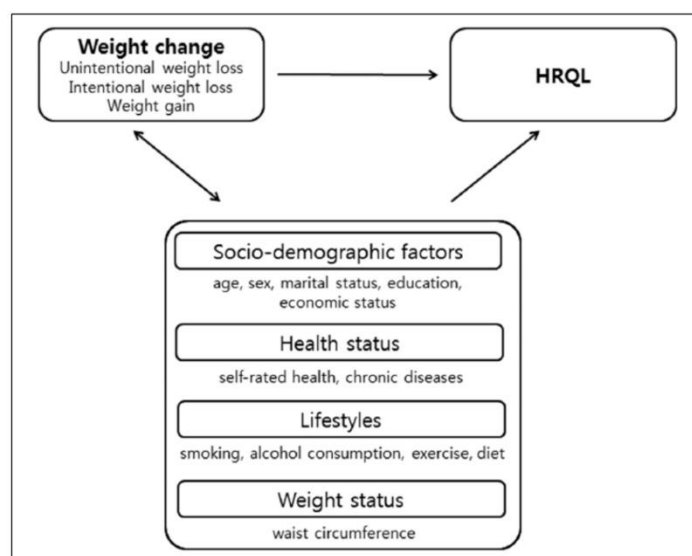 Weight change
Unintentional weight loss
Intentional weight loss
Weight gain
HRQL
Socio-demographic factors
age, sex, marital status, education,
economic status
Health status
self-rated health, chronic diseases
Lifestyles
smoking, alcohol consumption, exercise, diet
Weight status
waist circumference